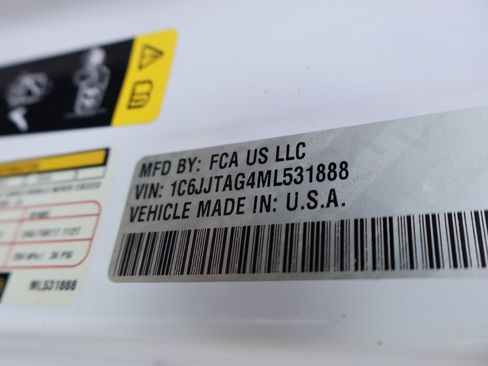 MFD BY: FCA US LLC
VIN: 1C6JJTAG4ML531888
VEHICLE MADE IN: U.S.A.
ML531888